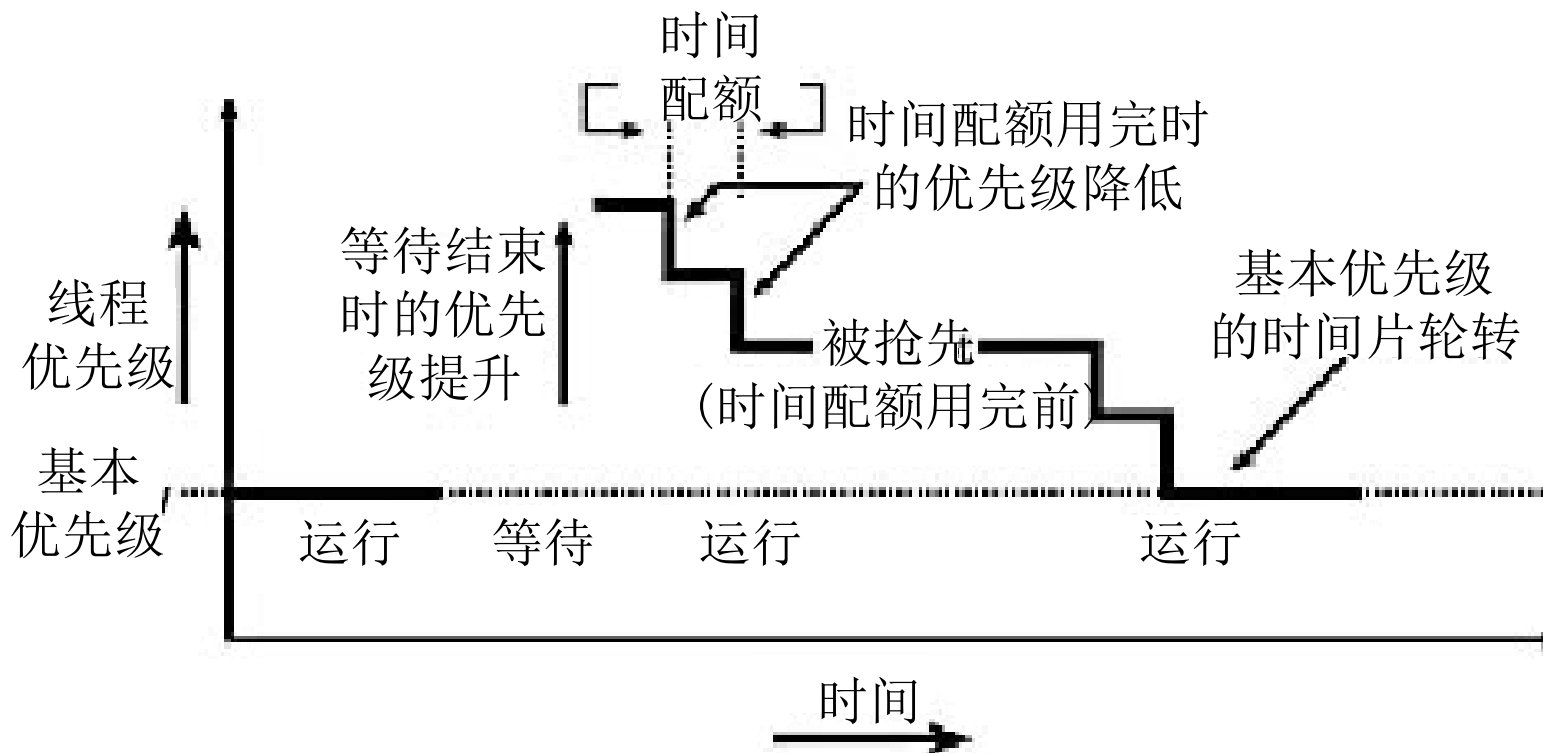 时间
配额
时间配额用完时
的优先级降低
等待结束
时的优先
级提升
线程
优先级
基本优先级
的时间片轮转
被抢先
(时间配额用完前)
基本
优先级
运行
等待
运行
运行
时间